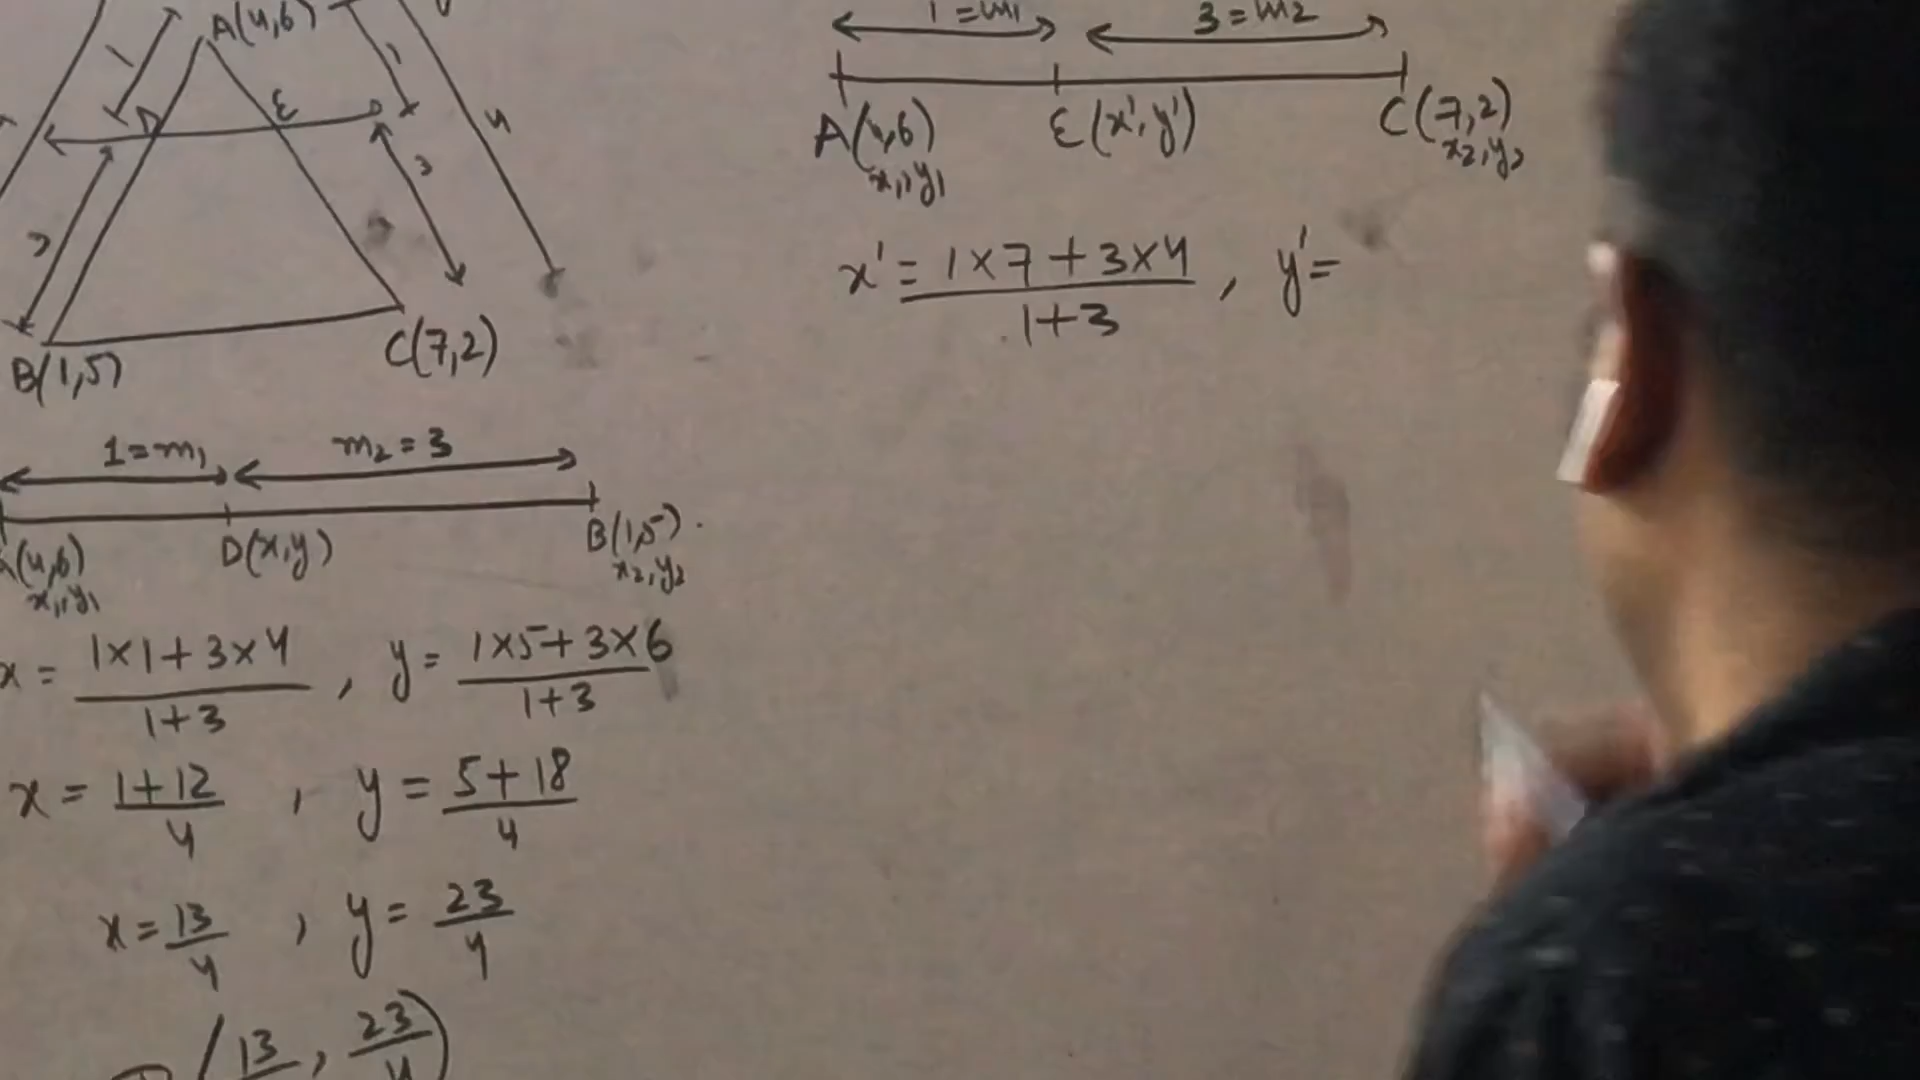 A(4,6)
1
1
4
D
E
3
3
B(1,5)
C(7,2)
1=m₁
m₂=3
A(4,6)
x₁,y₁
D(x,y)
B(1,5)
x₂,y₂
x = 1×1+3×4/1+3 , y = 1×5+3×6/1+3
x = 1+12/4 , y = 5+18/4
x = 13/4 , y = 23/4
(13, 23/4)
1=m₁
3=m₂
A(4,6)
x₁,y₁
E(x',y')
C(7,2)
x₂,y₂
x' = 1×7+3×4/1+3 , y' =